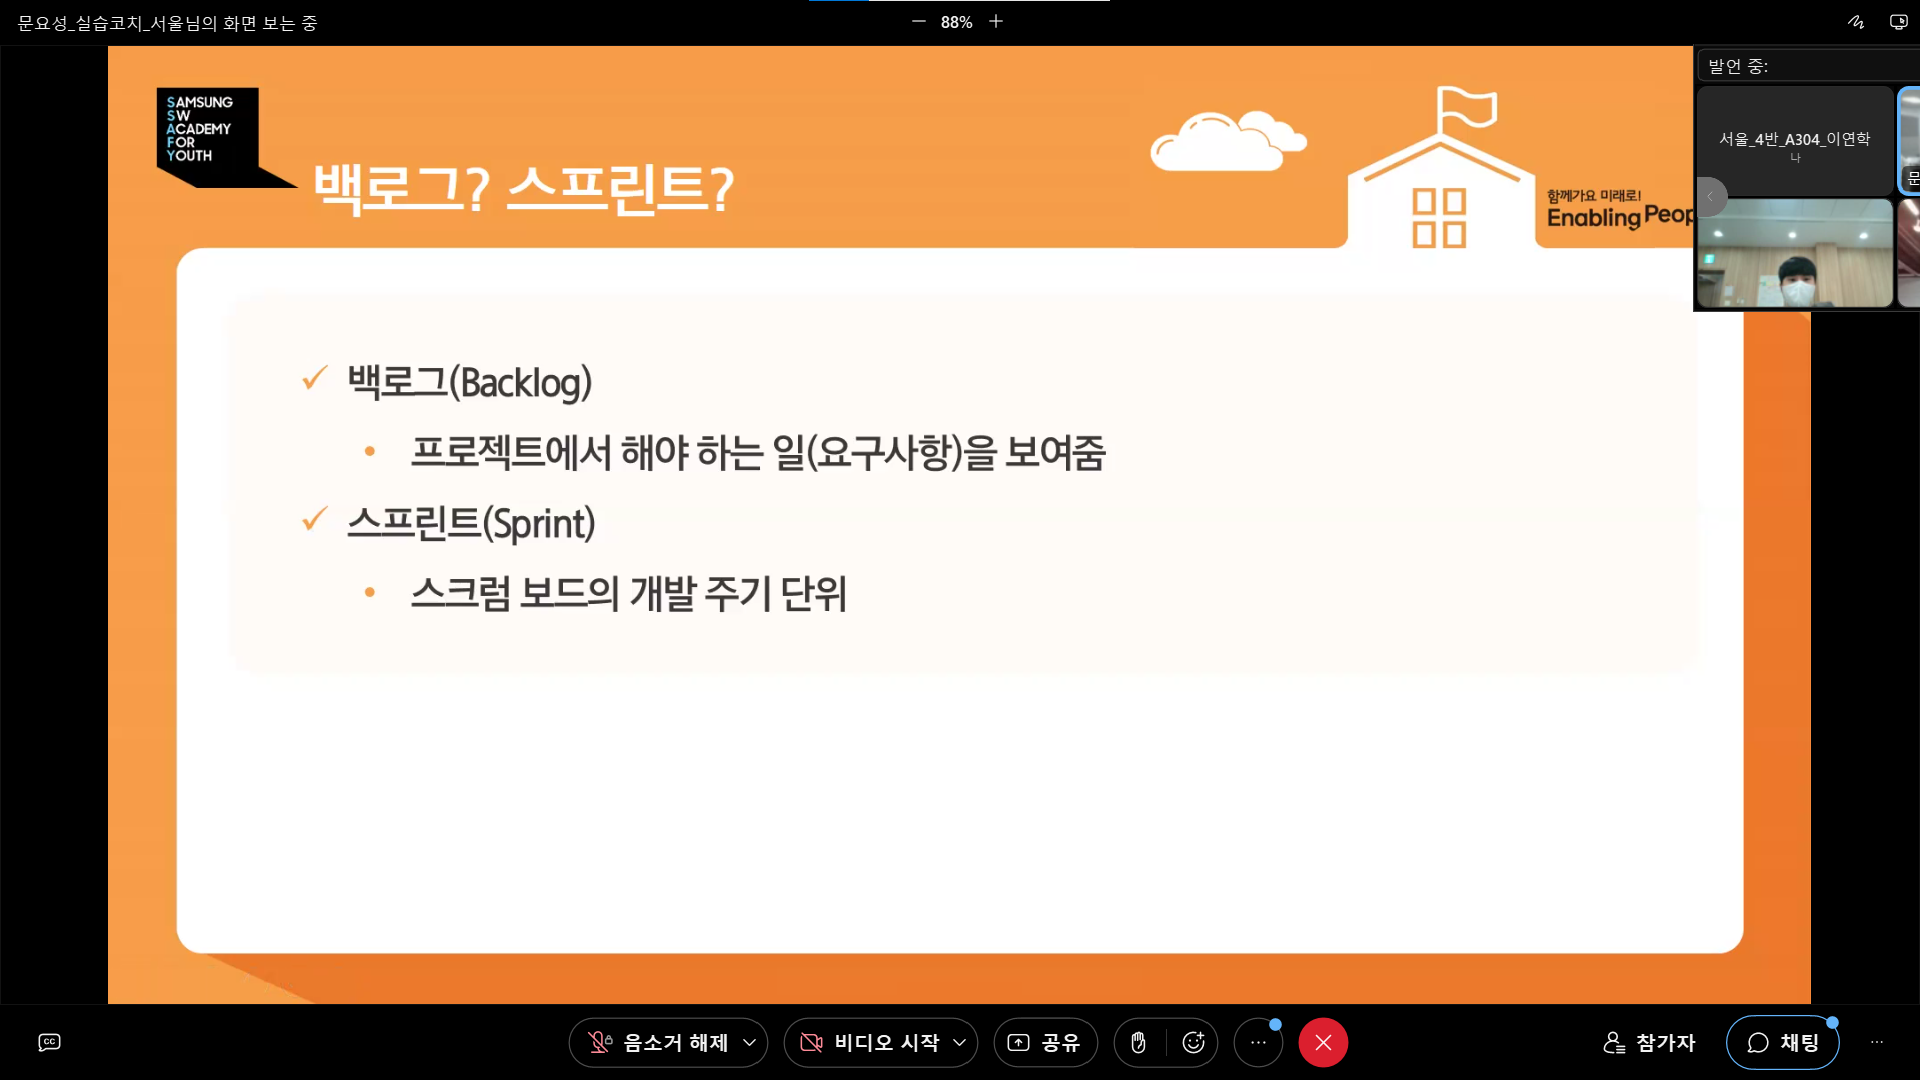 문요성_실습코치_서울님의 화면 보는 중
88%
발언 중:
SAMSUNG
SW
ACADEMY
FOR
YOUTH
백로그? 스프린트?
함께가요 미래로!
Enabling Peop
서울_4반_A304_이연학
나
문
백로그(Backlog)
프로젝트에서 해야 하는 일(요구사항)을 보여줌
스프린트(Sprint)
스크럼 보드의 개발 주기 단위
CC
음소거 해제
비디오 시작
공유
참가자
채팅